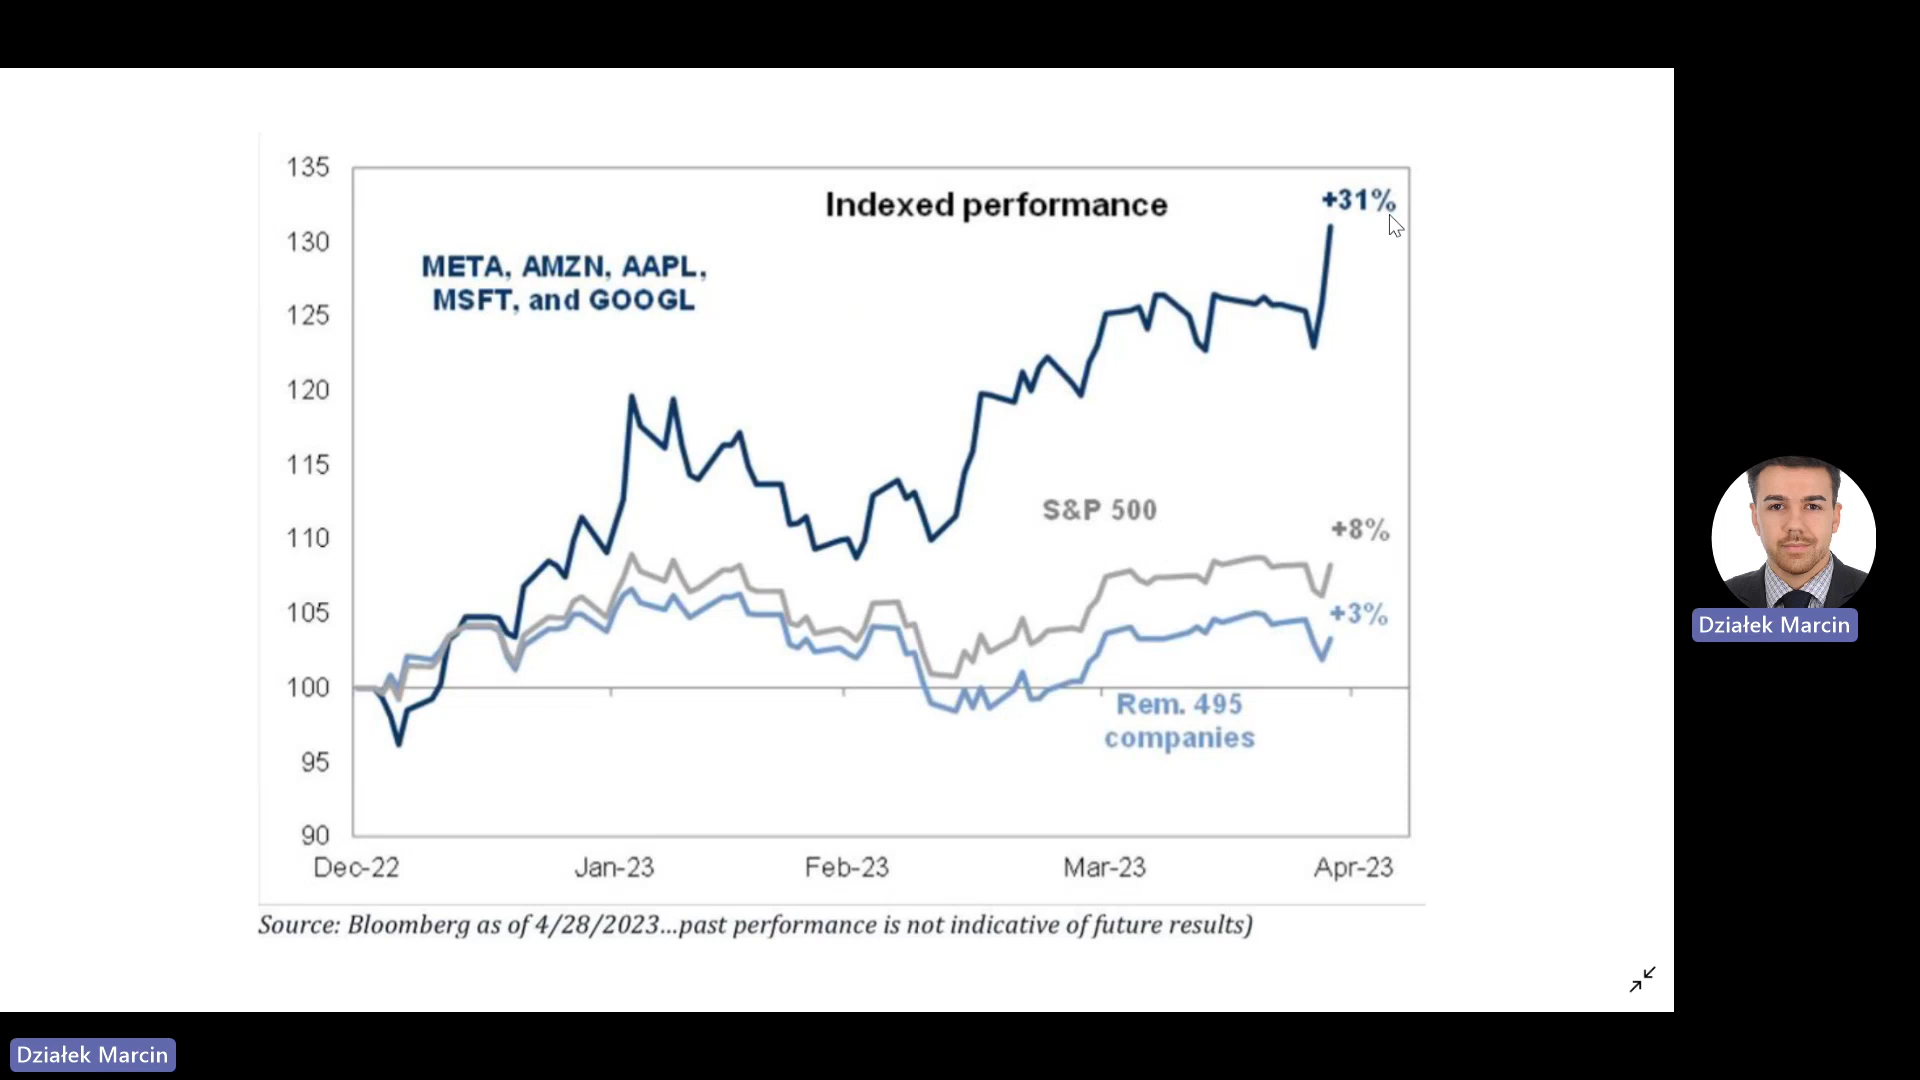 135
Indexed performance
+31%
130
META, AMZN, AAPL,
MSFT, and GOOGL
125
120
115
S&P 500
110
+8%
105
+3%
100
Rem. 495
companies
95
90
Dec-22 Jan-23 Feb-23 Mar-23 Apr-23
Source: Bloomberg as of 4/28/2023...past performance is not indicative of future results)
Działek Marcin
Działek Marcin